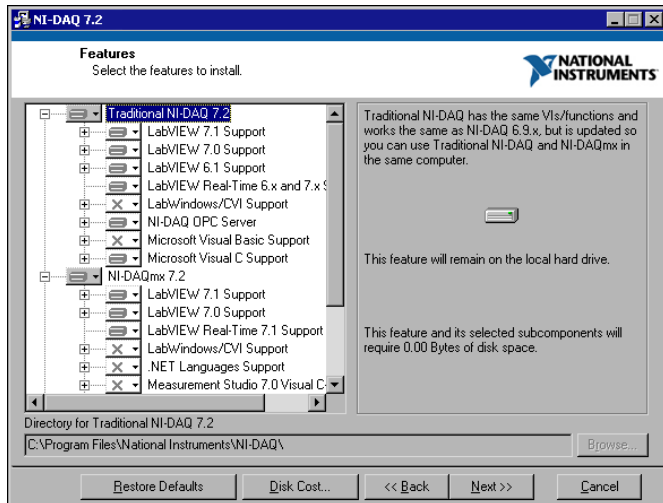 NI-DAQ 7.2
Features
Select the features to install.
NATIONAL
INSTRUMENTS
Traditional NI-DAQ 7.2
LabVIEW 7.1 Support
LabVIEW 7.0 Support
LabVIEW 6.1 Support
LabVIEW Real-Time 6.x and 7.x
LabWindows/CVI Support
NI-DAQ OPC Server
Microsoft Visual Basic Support
Microsoft Visual C Support
NI-DAQmx 7.2
LabVIEW 7.1 Support
LabVIEW 7.0 Support
LabVIEW Real-Time 7.1 Support
LabWindows/CVI Support
.NET Languages Support
Measurement Studio 7.0 Visual C
Traditional NI-DAQ has the same VIs/functions and
works the same as NI-DAQ 6.9.x, but is updated so
you can use Traditional NI-DAQ and NI-DAQmx in
the same computer.
This feature will remain on the local hard drive.
This feature and its selected subcomponents will
require 0.00 Bytes of disk space.
Directory for Traditional NI-DAQ 7.2
C:\Program Files\National Instruments\NI-DAQ\
Browse...
Restore Defaults
Disk Cost...
<< Back
Next >>
Cancel